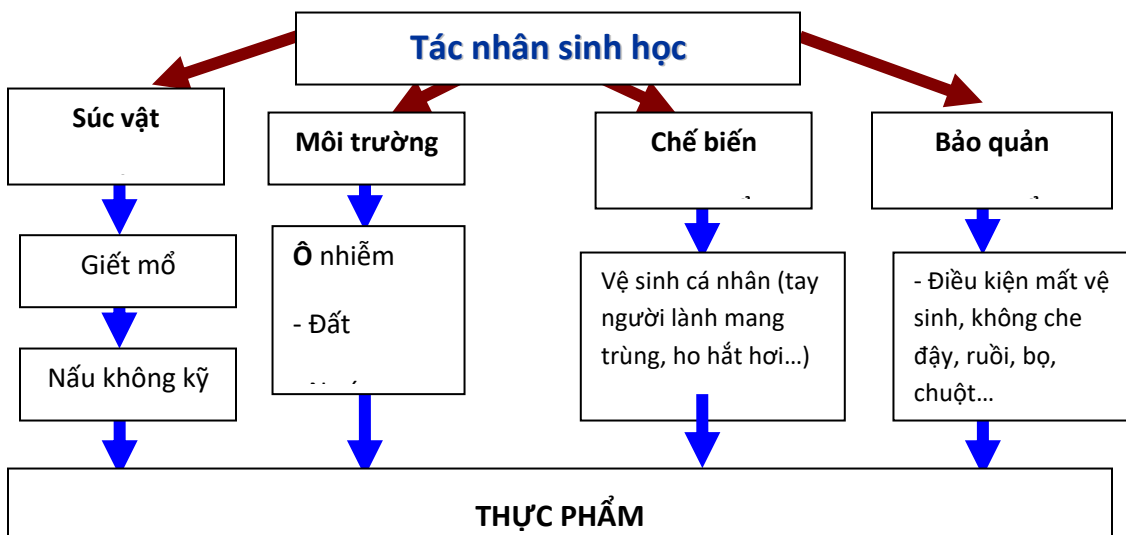 Tác nhân sinh học
Súc vật
Môi trường
Chế biến
Bảo quản
Giết mổ
Nấu không kỹ
Ô nhiễm
- Đất
Vệ sinh cá nhân (tay
người lành mang
trùng, ho hắt hơi…)
- Điều kiện mất vệ
sinh, không che
đậy, ruồi, bọ,
chuột…
THỰC PHẨM